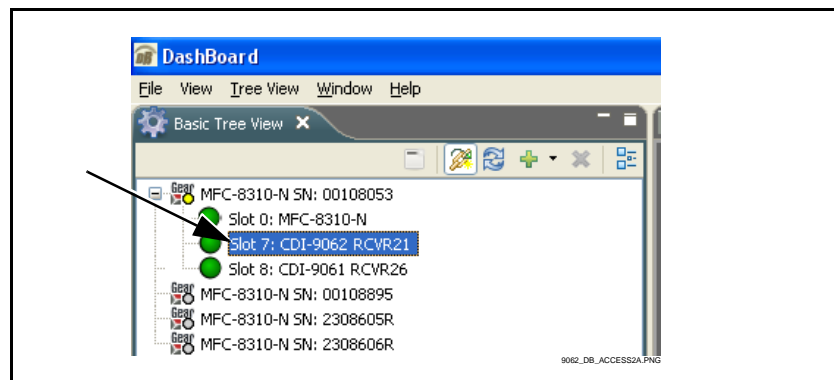 DashBoard
File View Tree View Window Help
Basic Tree View
MFC-8310-N SN: 00108053
Slot 0: MFC-8310-N
Slot 7: CDI-9062 RCVR21
Slot 8: CDI-9061 RCVR26
MFC-8310-N SN: 00108895
MFC-8310-N SN: 2308605R
MFC-8310-N SN: 2308606R
9062_DB_ACCESS2A.PNG